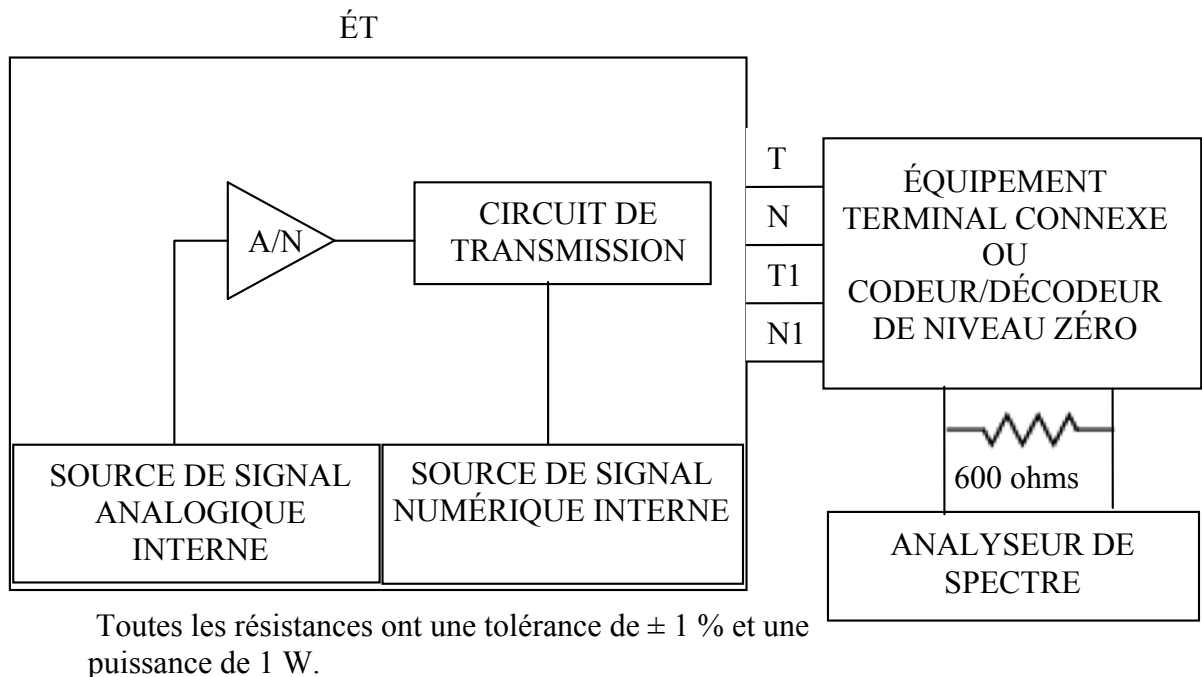 ÉT
A/N
CIRCUIT DE
TRANSMISSION
SOURCE DE SIGNAL
ANALOGIQUE
INTERNE
SOURCE DE SIGNAL
NUMÉRIQUE INTERNE
T
N
T1
N1
ÉQUIPEMENT
TERMINAL CONNEXE
OU
CODEUR/DÉCODEUR
DE NIVEAU ZÉRO
600 ohms
ANALYSEUR DE
SPECTRE
Toutes les résistances ont une tolérance de ± 1 % et une
puissance de 1 W.